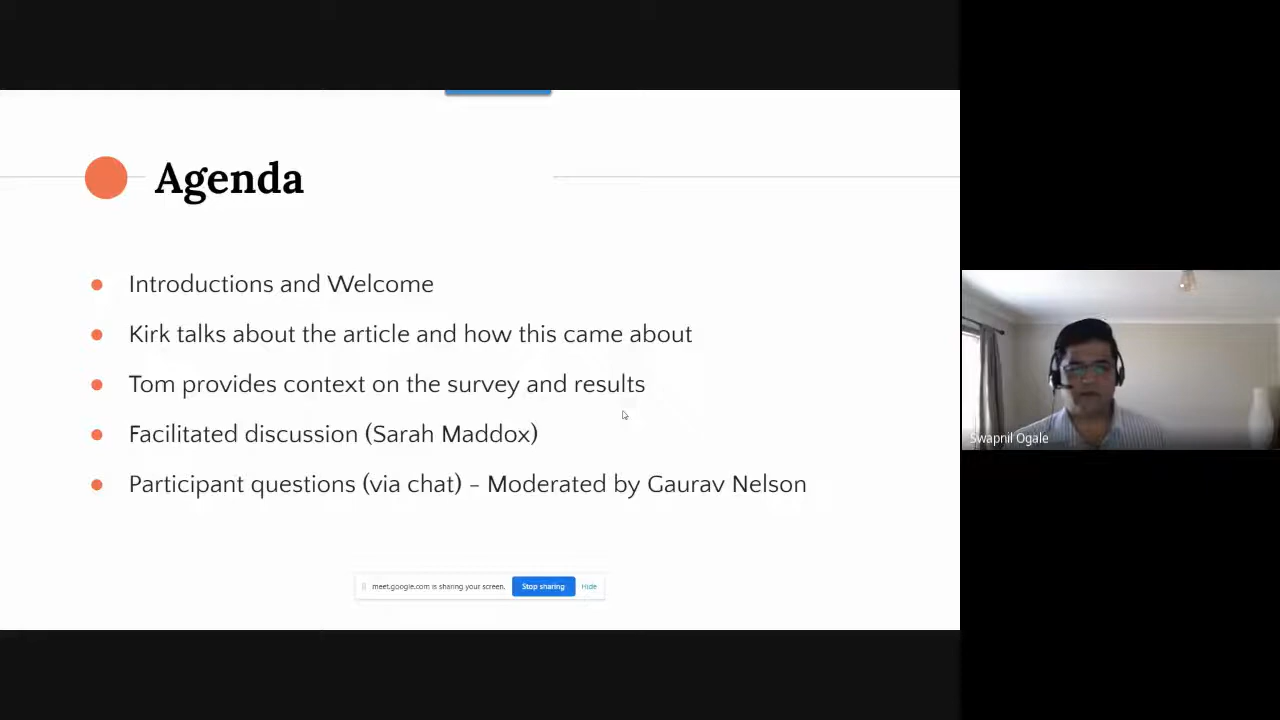 Agenda
Introductions and Welcome
Kirk talks about the article and how this came about
Tom provides context on the survey and results
Facilitated discussion (Sarah Maddox)
Participant questions (via chat) - Moderated by Gaurav Nelson
meet.google.com is sharing your screen. Stop sharing Hide
Swapnil Ogale